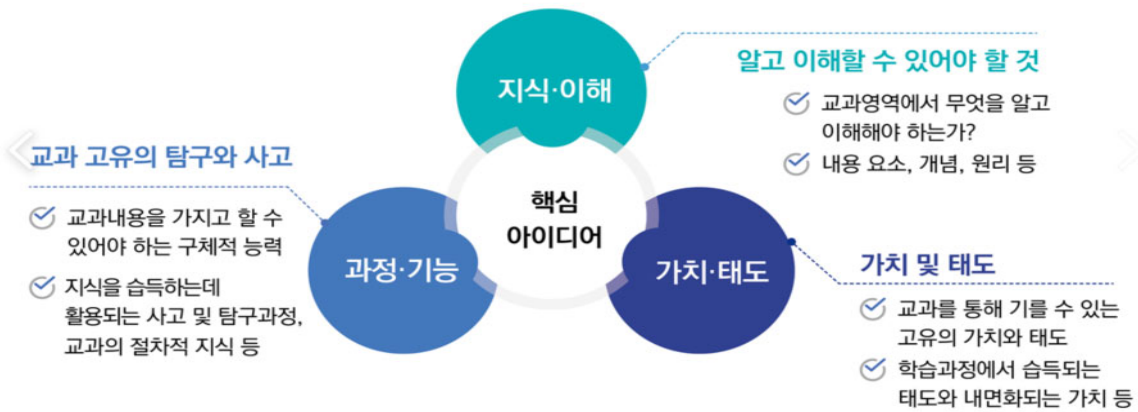 지식·이해
알고 이해할 수 있어야 할 것
교과영역에서 무엇을 알고
이해해야 하는가?
내용 요소, 개념, 원리 등
교과 고유의 탐구와 사고
교과내용을 가지고 할 수
있어야 하는 구체적 능력
지식을 습득하는데
활용되는 사고 및 탐구과정,
교과의 절차적 지식 등
과정·기능
핵심
아이디어
가치·태도
가치 및 태도
교과를 통해 기를 수 있는
고유의 가치와 태도
학습과정에서 습득되는
태도와 내면화되는 가치 등